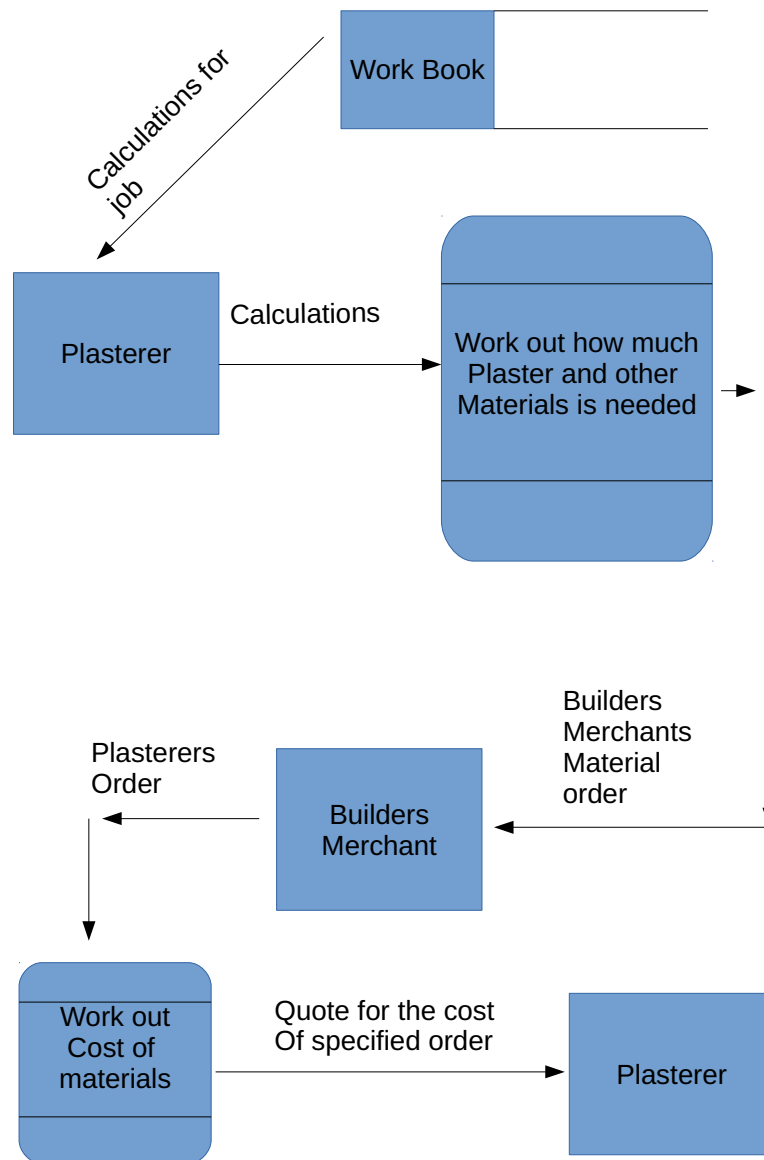 Work Book
Calculations for
job
Plasterer
Calculations
Work out how much
Plaster and other
Materials is needed
Builders
Merchants
Material
order
Plasterers
Order
Builders
Merchant
Work out
Cost of
materials
Quote for the cost
Of specified order
Plasterer